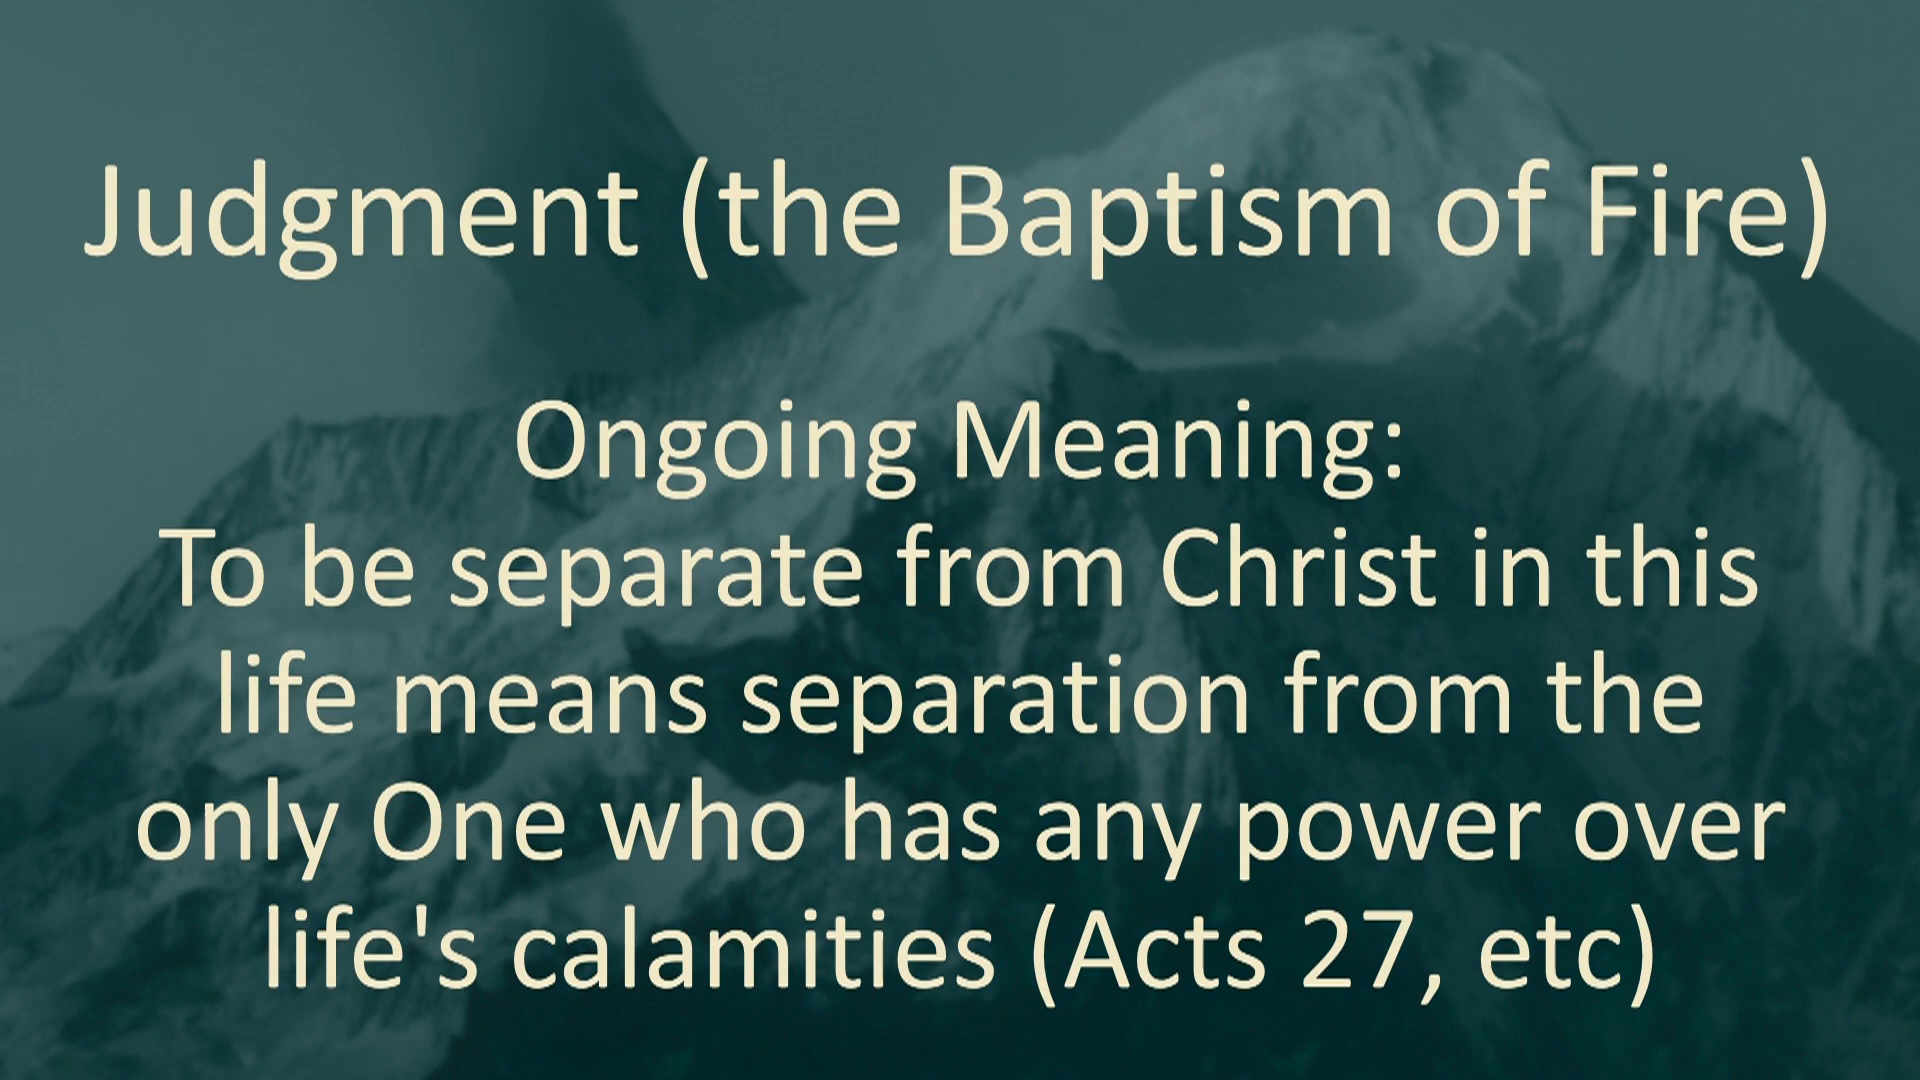 Judgment (the Baptism of Fire)
Ongoing Meaning:
To be separate from Christ in this
life means separation from the
only One who has any power over
life's calamities (Acts 27, etc)